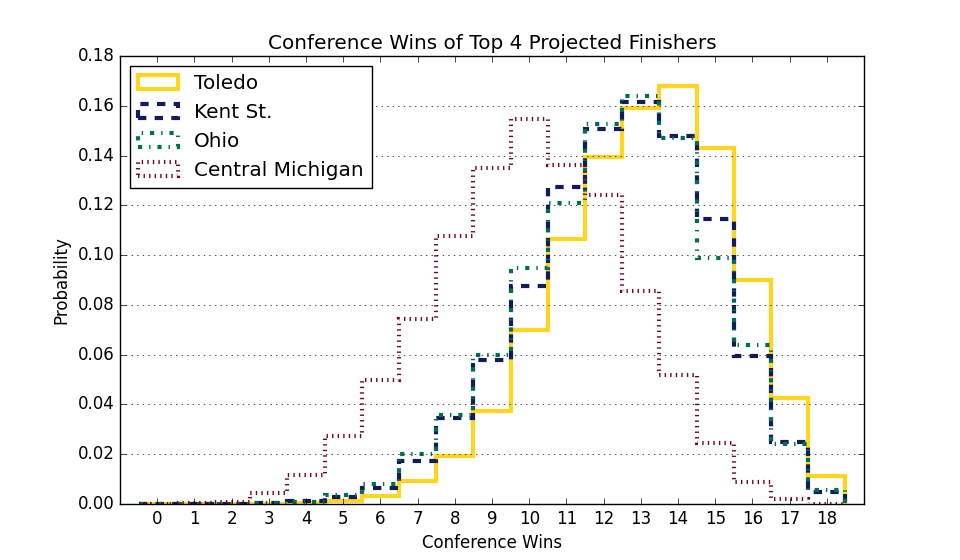 Conference Wins of Top 4 Projected Finishers
0.18
0.16
0.14
0.12
0.10
0.08
0.06
0.04
0.02
0.00
Probability
Toledo
Kent St.
Ohio
Central Michigan
0 1 2 3 4 5 6 7 8 9 10 11 12 13 14 15 16 17 18
Conference Wins